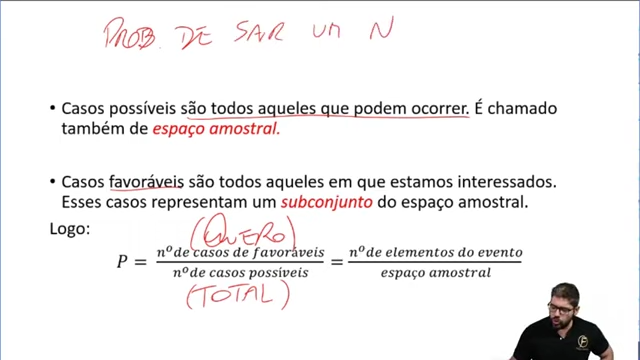 PROB. DE SAIR UM N
• Casos possíveis são todos aqueles que podem ocorrer. É chamado
também de espaço amostral.
• Casos favoráveis são todos aqueles em que estamos interessados.
Esses casos representam um subconjunto do espaço amostral.
Logo:
(QUERO)
P = nº de casos de favoráveis / nº de casos possíveis = nº de elementos do evento / espaço amostral
(TOTAL)